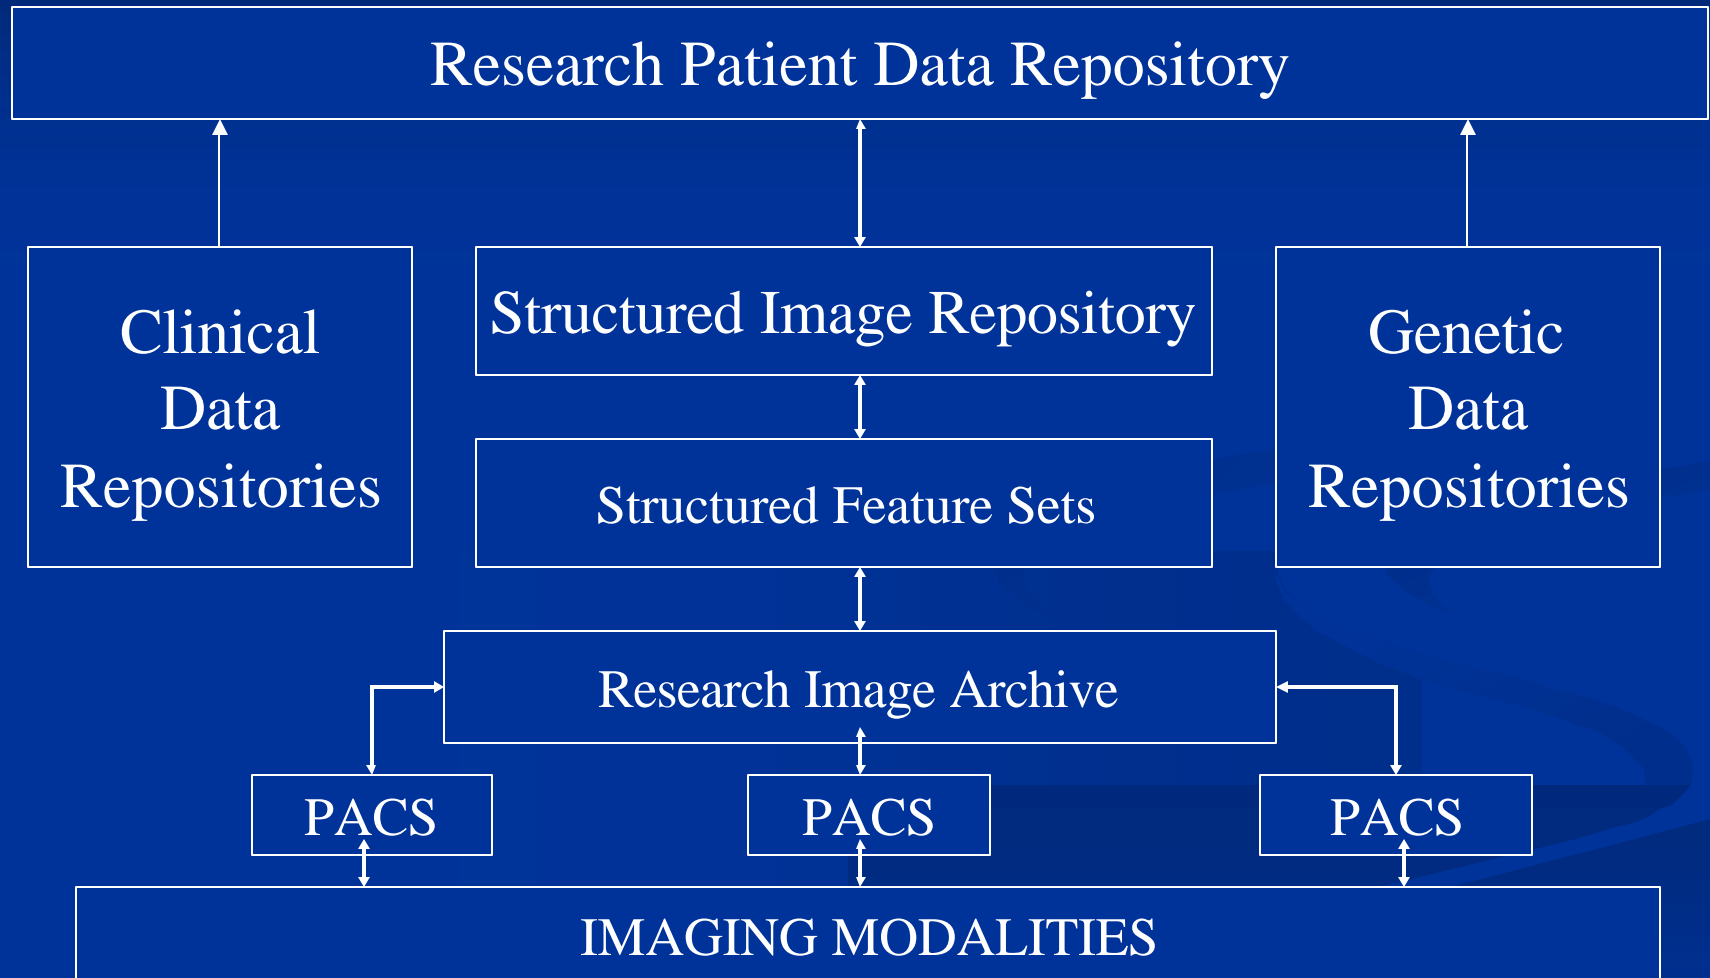 Research Patient Data Repository
Clinical
Data
Repositories
Structured Image Repository
Structured Feature Sets
Genetic
Data
Repositories
Research Image Archive
PACS
PACS
PACS
IMAGING MODALITIES